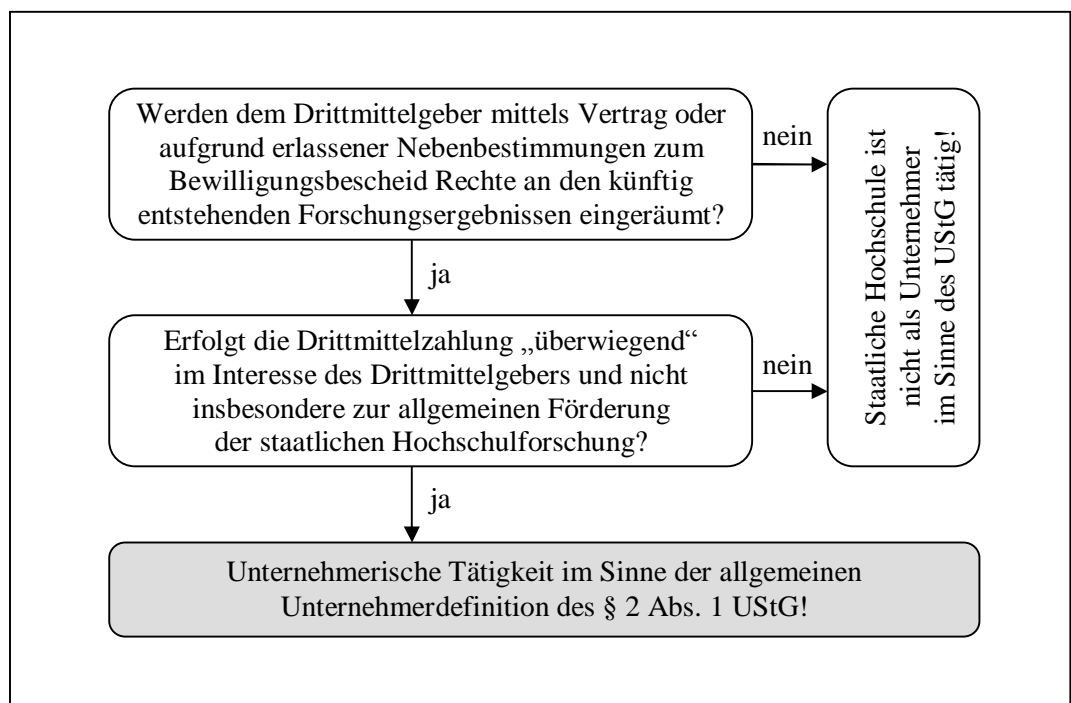 Werden dem Drittmittelgeber mittels Vertrag oder
aufgrund erlassener Nebenbestimmungen zum
Bewilligungsbescheid Rechte an den künftig
entstehenden Forschungsergebnissen eingeräumt?
nein
Staatliche Hochschule ist
nicht als Unternehmer
im Sinne des UStG tätig!
ja
Erfolgt die Drittmittelzahlung „überwiegend“
im Interesse des Drittmittelgebers und nicht
insbesondere zur allgemeinen Förderung
der staatlichen Hochschulforschung?
nein
ja
Unternehmerische Tätigkeit im Sinne der allgemeinen
Unternehmerdefinition des § 2 Abs. 1 UStG!